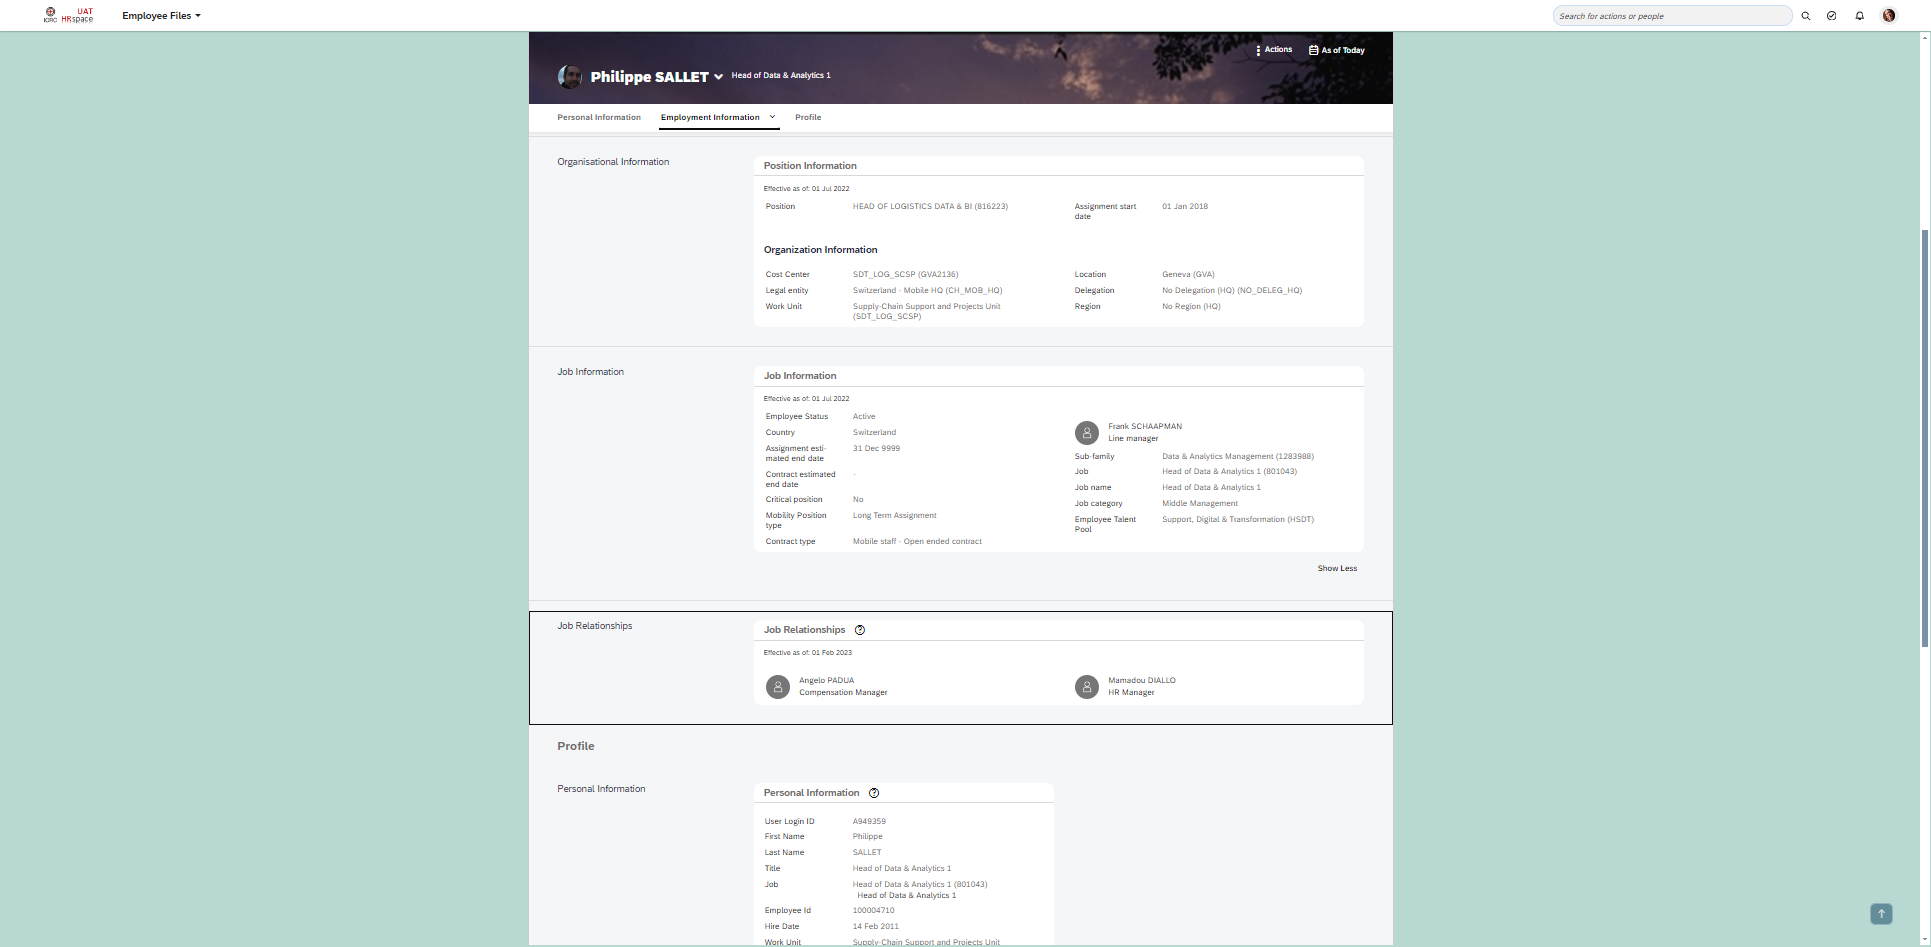 ICRC
UAT
HRspace
Employee Files
Search for actions or people
Actions
As of Today
Philippe SALLET
Head of Data & Analytics 1
Personal Information
Employment Information
Profile
Organisational Information
Position Information
Effective as of: 01 Jul 2022
Position
HEAD OF LOGISTICS DATA & BI (816223)
Assignment start
date
01 Jan 2018
Organization Information
Cost Center
SDT_LOG_SCSP (GVA2136)
Location
Geneva (GVA)
Legal entity
Switzerland - Mobile HQ (CH_MOB_HQ)
Delegation
No Delegation (HQ) (NO_DELEG_HQ)
Work Unit
Supply-Chain Support and Projects Unit
(SDT_LOG_SCSP)
Region
No Region (HQ)
Job Information
Job Information
Effective as of: 01 Jul 2022
Employee Status
Active
Country
Switzerland
Assignment esti-
mated end date
31 Dec 9999
Contract estimated
end date
-
Critical position
No
Mobility Position
type
Long Term Assignment
Contract type
Mobile staff - Open ended contract
Frank SCHAAPMAN
Line manager
Sub-family
Data & Analytics Management (1283988)
Job
Head of Data & Analytics 1 (801043)
Job name
Head of Data & Analytics 1
Job category
Middle Management
Employee Talent
Pool
Support, Digital & Transformation (HSDT)
Show Less
Job Relationships
Job Relationships
Effective as of: 01 Feb 2023
Angelo PADUA
Compensation Manager
Mamadou DIALLO
HR Manager
Profile
Personal Information
Personal Information
User Login ID
A949359
First Name
Philippe
Last Name
SALLET
Title
Head of Data & Analytics 1
Job
Head of Data & Analytics 1 (801043)
Head of Data & Analytics 1
Employee Id
100004710
Hire Date
14 Feb 2011
Work Unit
Supply-Chain Support and Projects Unit